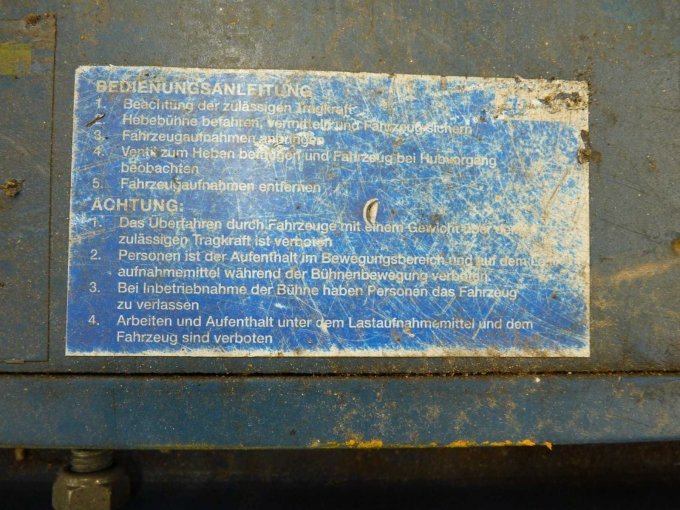 BEDIENUNGSANLEITUNG
1. Beachtung der zulässigen Tragkraft
2. Hebebühne befahren, vermitteln und Fahrzeug sichern
3. Fahrzeugaufnahmen anbringen
4. Ventil zum Heben betätigen und Fahrzeug bei Hubvorgang
beobachten
5. Fahrzeugaufnahmen entfernen
ACHTUNG:
1. Das Überfahren durch Fahrzeuge mit einem Gewicht über der
zulässigen Tragkraft ist verboten
2. Personen ist der Aufenthalt im Bewegungsbereich und auf dem
aufnahmemittel während der Bühnenbewegung verboten
3. Bei Inbetriebnahme der Bühne haben Personen das Fahrzeug
zu verlassen
4. Arbeiten und Aufenthalt unter dem Lastaufnahmemittel und dem
Fahrzeug sind verboten